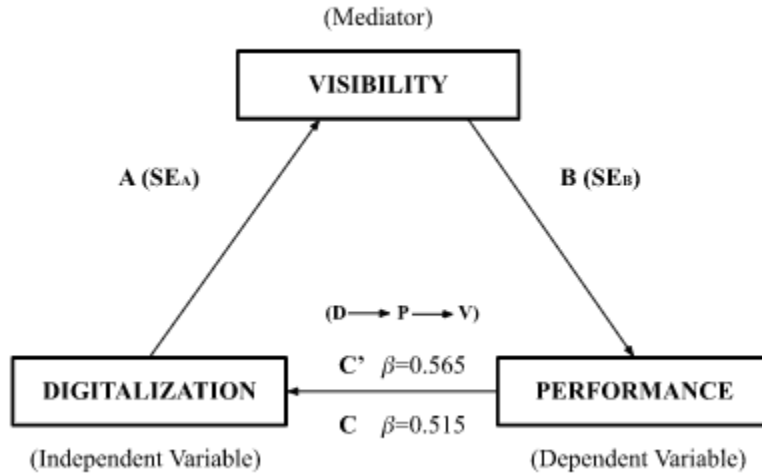 (Mediator)
VISIBILITY
A (SEA)
B (SEB)
(D → P → V)
C’ β=0.565
DIGITALIZATION
PERFORMANCE
C β=0.515
(Independent Variable)
(Dependent Variable)